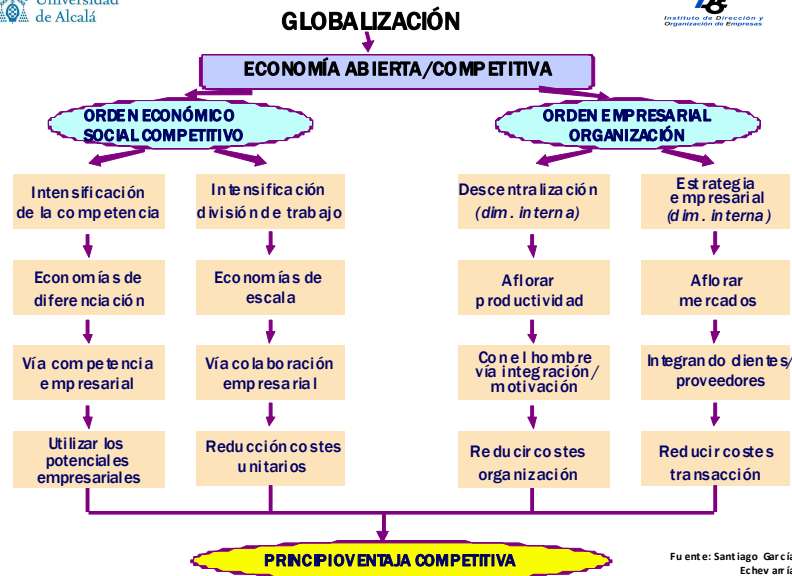 Universidad
de Alcalá
GLOBALIZACIÓN
Instituto de Dirección y
Organización de Empresas
ECONOMÍA ABIERTA/COMPETITIVA
ORDEN ECONÓMICO
SOCIAL COMPETITIVO
ORDEN EMPRESARIAL
ORGANIZACIÓN
Intensificación
de la competencia
Intensificación
división de trabajo
Descentralización
(dim. interna)
Estrategia
empresarial
(dim. interna)
Economías de
diferenciación
Economías de
escala
Aflorar
productividad
Aflorar
mercados
Vía competencia
empresarial
Vía colaboración
empresarial
Con el hombre
vía integración/
motivación
Integrando clientes/
proveedores
Utilizar los
potenciales
empresariales
Reducción costes
unitarios
Reducir costes
organización
Reducir costes
transacción
PRINCIPIO VENTAJA COMPETITIVA
Fuente: Santiago García
Echevarría